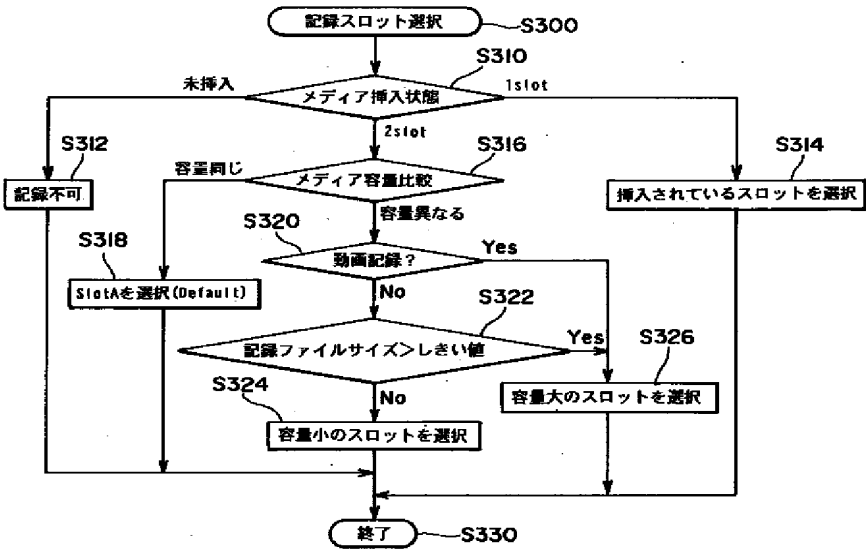 記録スロット選択
S300
S310
未挿入
メディア挿入状態
1slot
2slot
S312
記録不可
容量同じ
メディア容量比較
S316
S314
挿入されているスロットを選択
容量異なる
S320
動画記録?
Yes
No
S318
SlotAを選択(Default)
S322
記録ファイルサイズ>しきい値
Yes
No
S326
容量大のスロットを選択
S324
容量小のスロットを選択
終了
S330